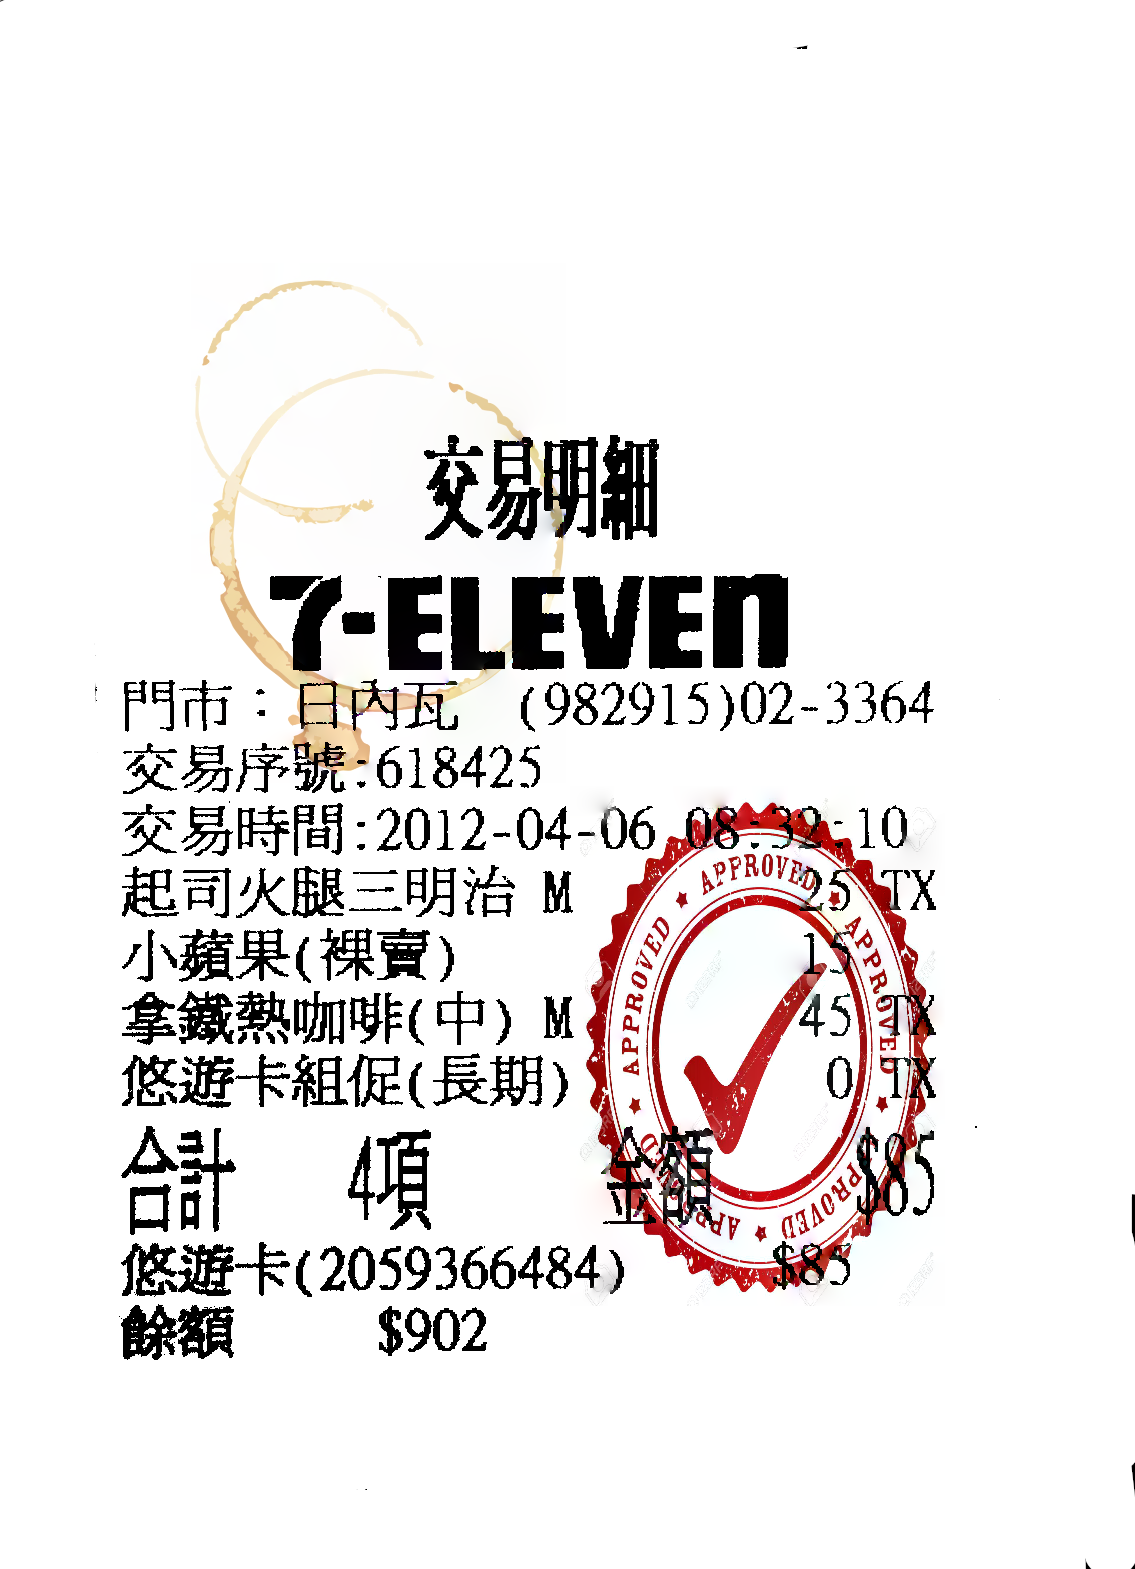 交易明細
7-ELEVEN
門市：日內瓦 (982915)02-3364
交易序號:618425
交易時間:2012-04-06 08:32:10
起司火腿三明治 M 25 TX
小蘋果(裸賣) 15
拿鐵熱咖啡(中) M 45 TX
悠遊卡組促(長期) 0 TX
合計 4項 金額 $85
悠遊卡(2059366484) $85
餘額 $902
APPROVED ★ APPROVED ★ APPROVED ★ APPROVED ★ APPROVED ★ APPROVED